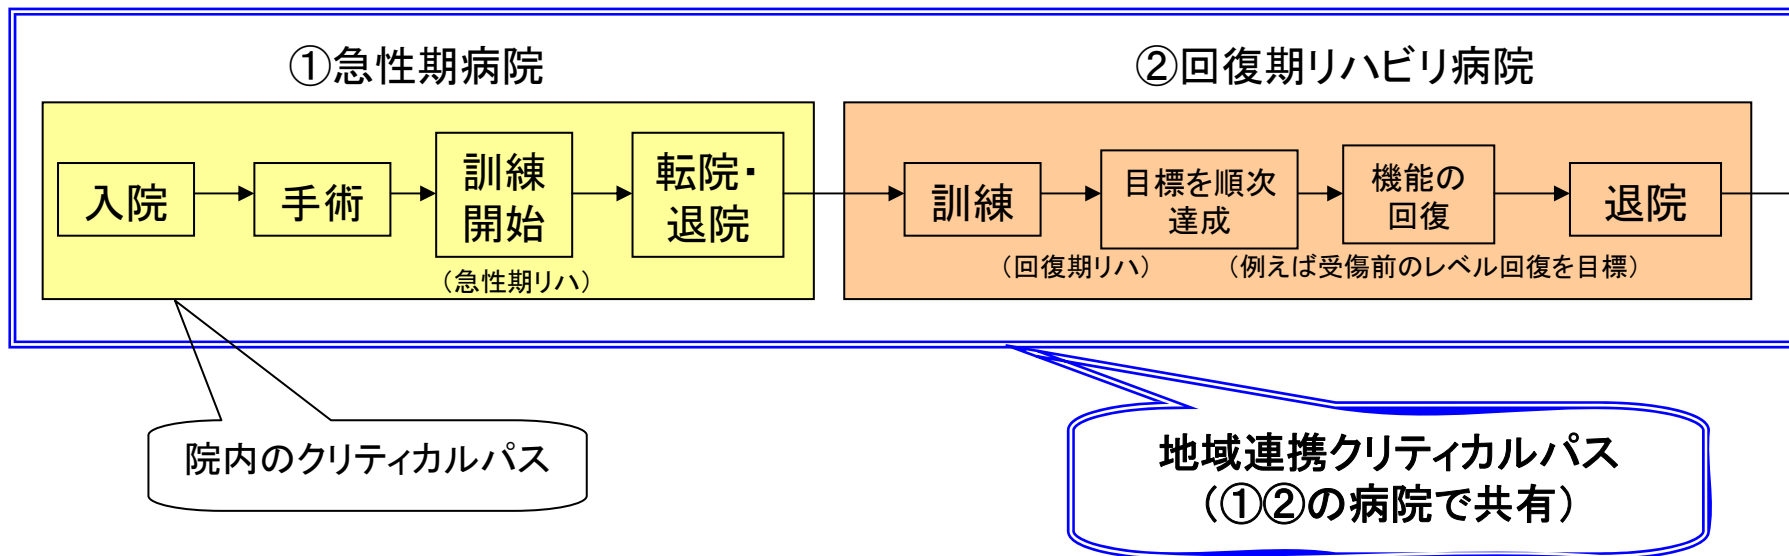 ①急性期病院
②回復期リハビリ病院
入院
手術
訓練
開始
転院・
退院
(急性期リハ)
訓練
目標を順次
達成
機能の
回復
退院
(回復期リハ)
(例えば受傷前のレベル回復を目標)
院内のクリティカルパス
地域連携クリティカルパス
(①②の病院で共有)